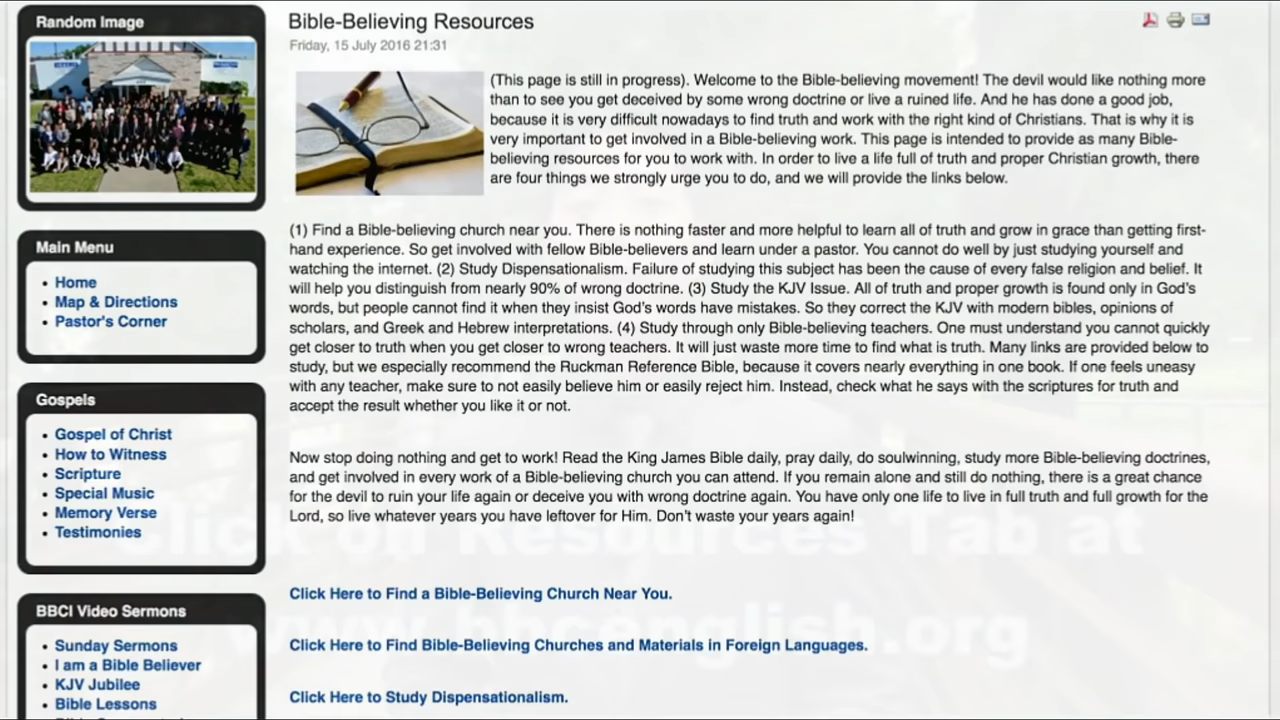 Random Image
Main Menu
Home
Map & Directions
Pastor's Corner
Gospels
Gospel of Christ
How to Witness
Scripture
Special Music
Memory Verse
Testimonies
BBCI Video Sermons
Sunday Sermons
I am a Bible Believer
KJV Jubilee
Bible Lessons
Bible-Believing Resources
Friday, 15 July 2016 21:31
(This page is still in progress). Welcome to the Bible-believing movement! The devil would like nothing more
than to see you get deceived by some wrong doctrine or live a ruined life. And he has done a good job,
because it is very difficult nowadays to find truth and work with the right kind of Christians. That is why it is
very important to get involved in a Bible-believing work. This page is intended to provide as many Bible-
believing resources for you to work with. In order to live a life full of truth and proper Christian growth, there
are four things we strongly urge you to do, and we will provide the links below.
(1) Find a Bible-believing church near you. There is nothing faster and more helpful to learn all of truth and grow in grace than getting first-
hand experience. So get involved with fellow Bible-believers and learn under a pastor. You cannot do well by just studying yourself and
watching the internet. (2) Study Dispensationalism. Failure of studying this subject has been the cause of every false religion and belief. It
will help you distinguish from nearly 90% of wrong doctrine. (3) Study the KJV Issue. All of truth and proper growth is found only in God's
words, but people cannot find it when they insist God's words have mistakes. So they correct the KJV with modern bibles, opinions of
scholars, and Greek and Hebrew interpretations. (4) Study through only Bible-believing teachers. One must understand you cannot quickly
get closer to truth when you get closer to wrong teachers. It will just waste more time to find what is truth. Many links are provided below to
study, but we especially recommend the Ruckman Reference Bible, because it covers nearly everything in one book. If one feels uneasy
with any teacher, make sure to not easily believe him or easily reject him. Instead, check what he says with the scriptures for truth and
accept the result whether you like it or not.
Now stop doing nothing and get to work! Read the King James Bible daily, pray daily, do soulwinning, study more Bible-believing doctrines,
and get involved in every work of a Bible-believing church you can attend. If you remain alone and still do nothing, there is a great chance
for the devil to ruin your life again or deceive you with wrong doctrine again. You have only one life to live in full truth and full growth for the
Lord, so live whatever years you have leftover for Him. Don't waste your years again!
Click on Resources Tab at
Click Here to Find a Bible-Believing Church Near You.
www.bbcenglish.org
Click Here to Find Bible-Believing Churches and Materials in Foreign Languages.
Click Here to Study Dispensationalism.